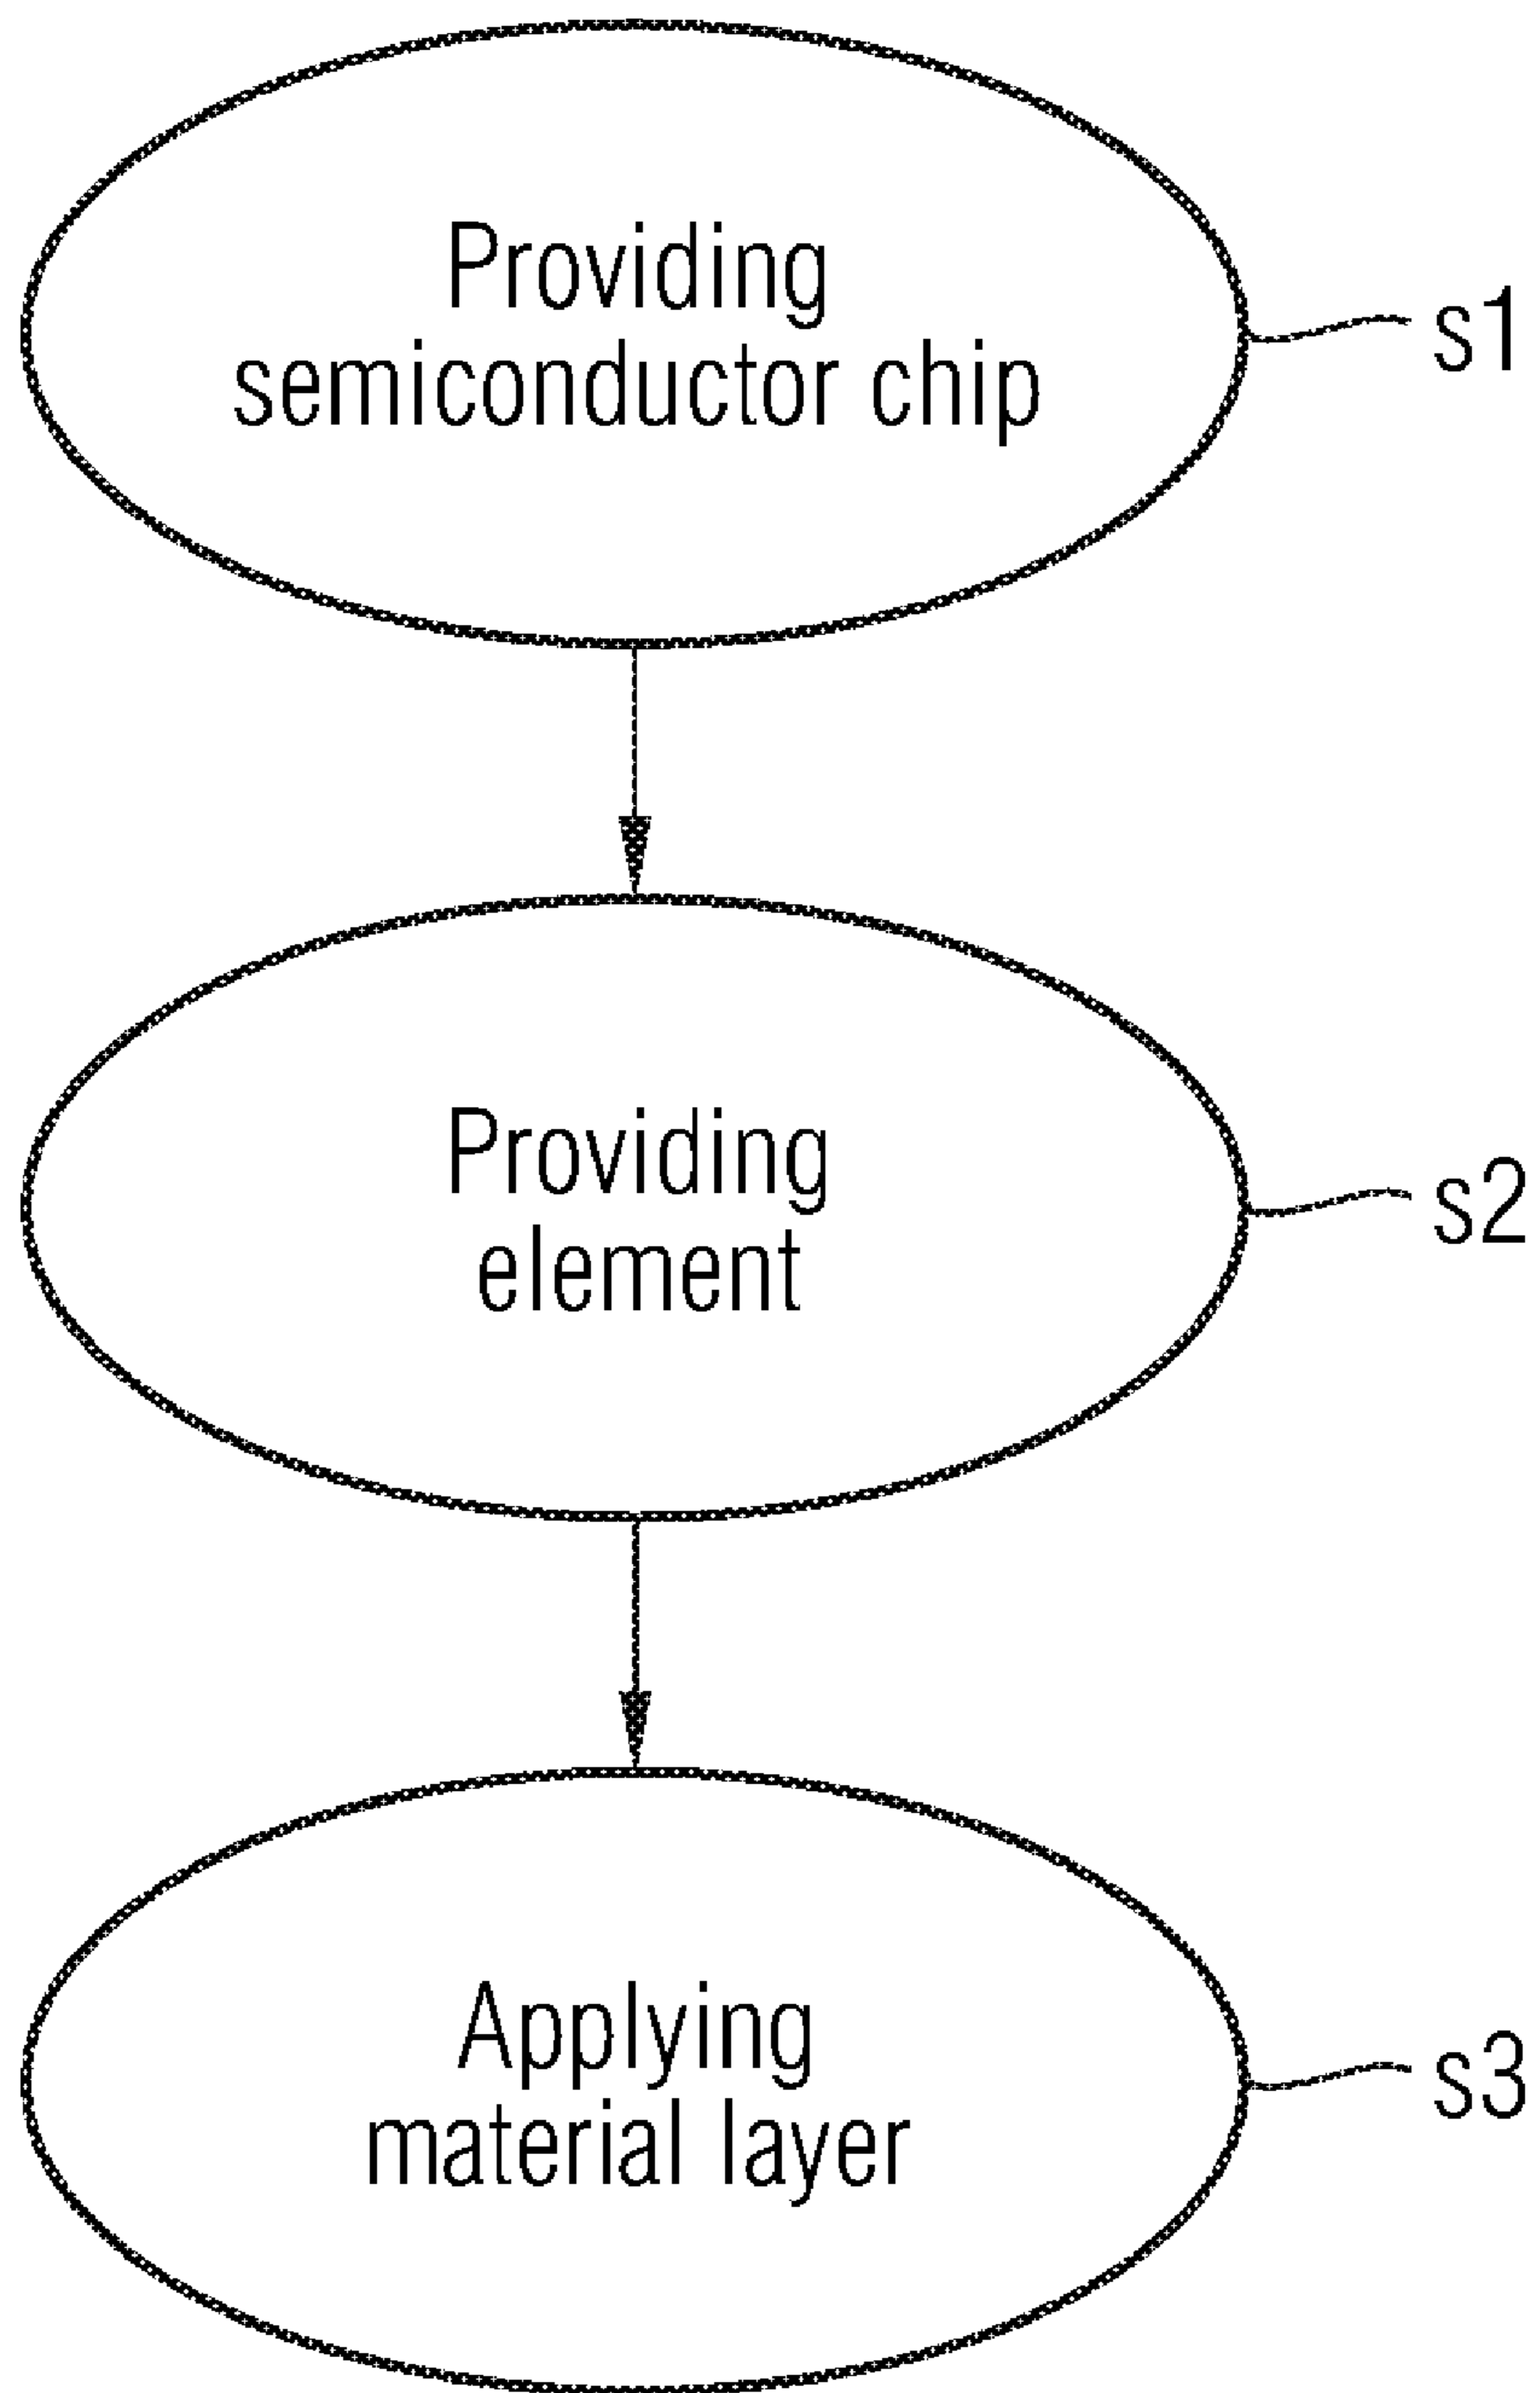 Providing
semiconductor chip
s1
Providing
element
s2
Applying
material layer
s3